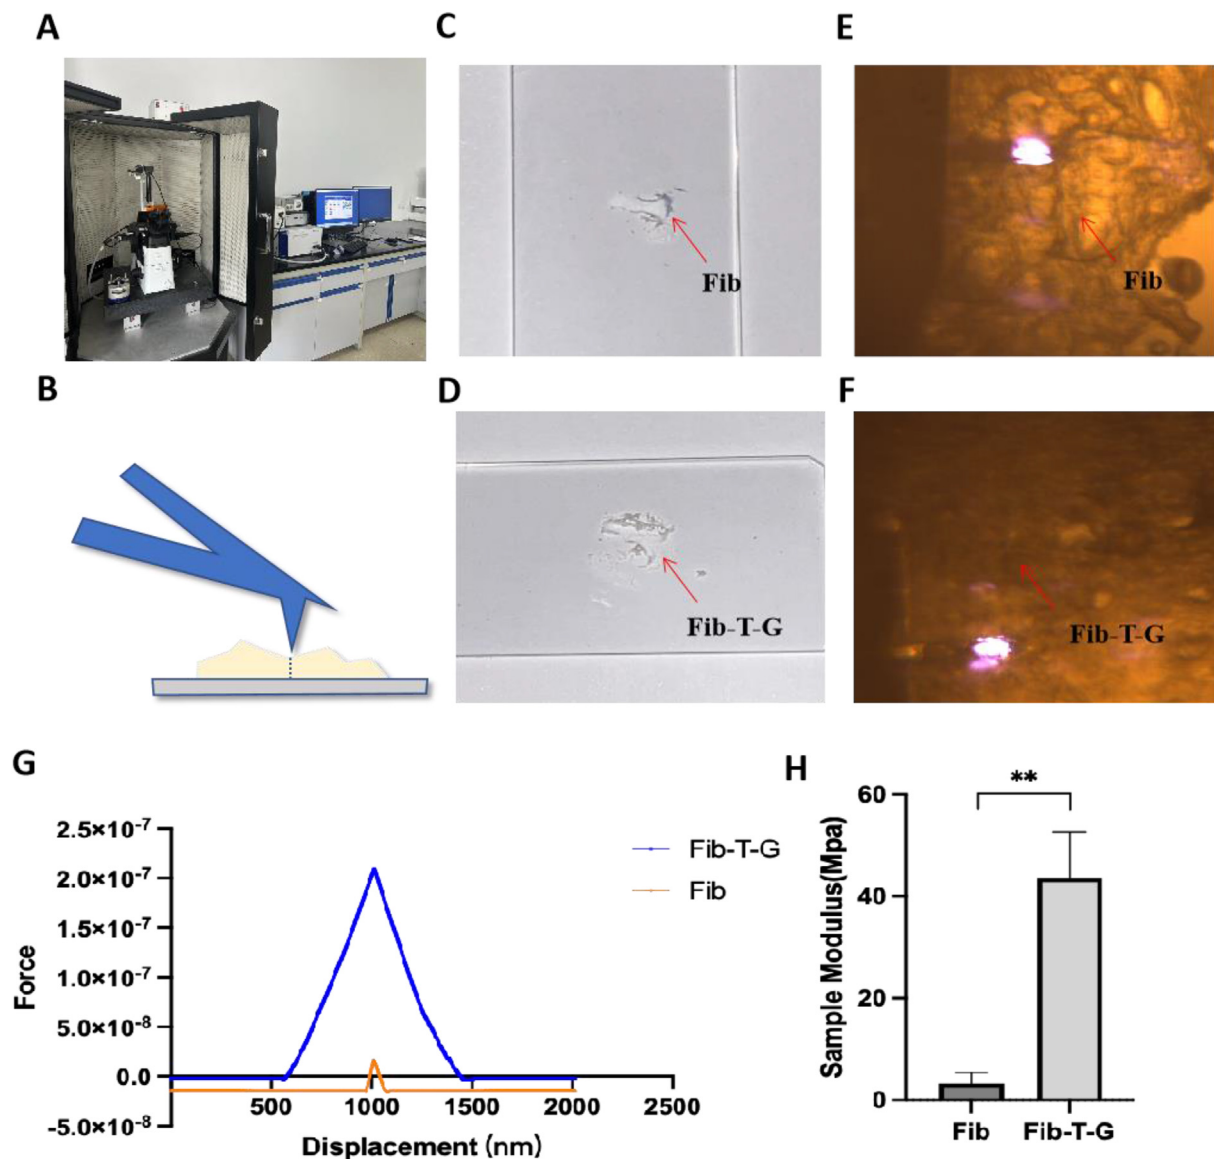 A
C
E
Fib
Fib
B
D
F
Fib-T-G
Fib-T-G
G
H
2.5×10⁻⁷
2.0×10⁻⁷
1.5×10⁻⁷
1.0×10⁻⁷
5.0×10⁻⁸
0.0
-5.0×10⁻⁸
Force
500
1000
1500
2000
2500
Displacement (nm)
Fib-T-G
Fib
**
60
40
20
0
Sample Modulus(Mpa)
Fib
Fib-T-G